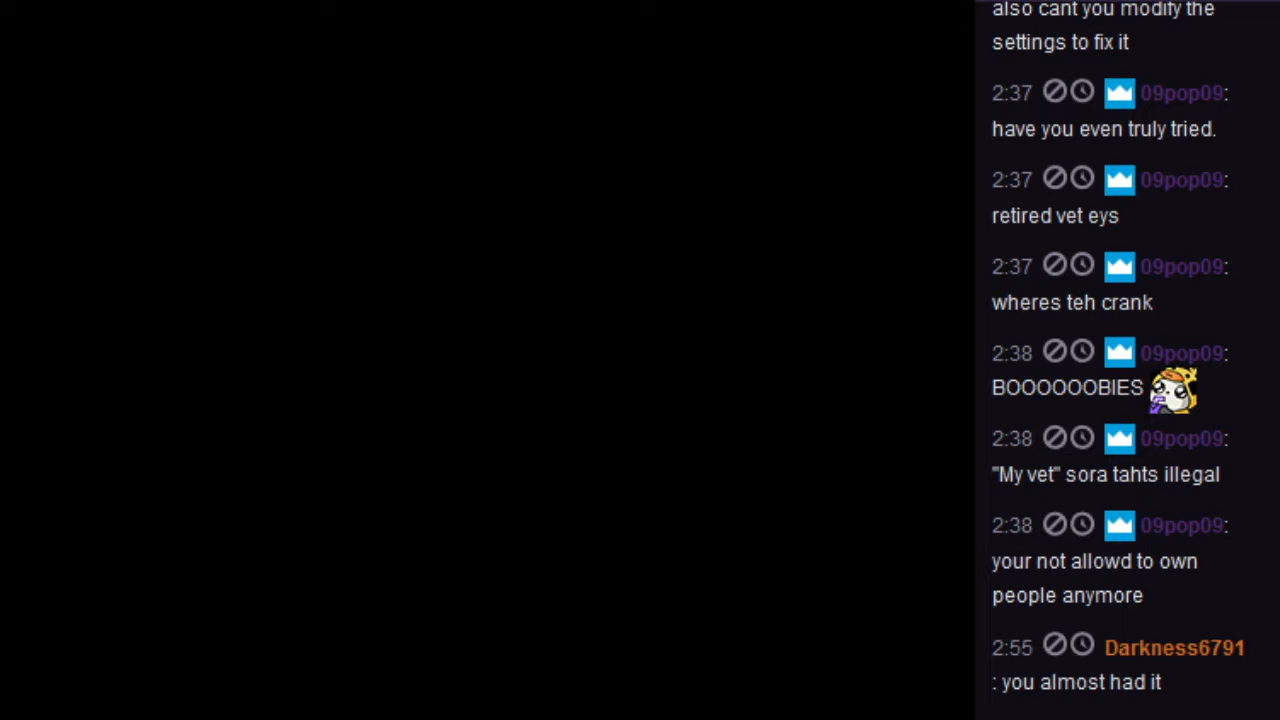 also cant you modify the
settings to fix it
2:37 09pop09:
have you even truly tried.
2:37 09pop09:
retired vet eys
2:37 09pop09:
wheres teh crank
2:38 09pop09:
BOOOOOOBIES
2:38 09pop09:
"My vet" sora tahts illegal
2:38 09pop09:
your not allowd to own
people anymore
2:55 Darkness6791
: you almost had it